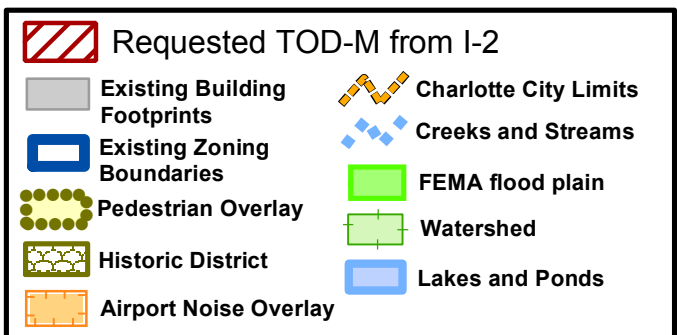 Requested TOD-M from I-2
Existing Building
Footprints
Existing Zoning
Boundaries
Pedestrian Overlay
Historic District
Airport Noise Overlay
Charlotte City Limits
Creeks and Streams
FEMA flood plain
Watershed
Lakes and Ponds